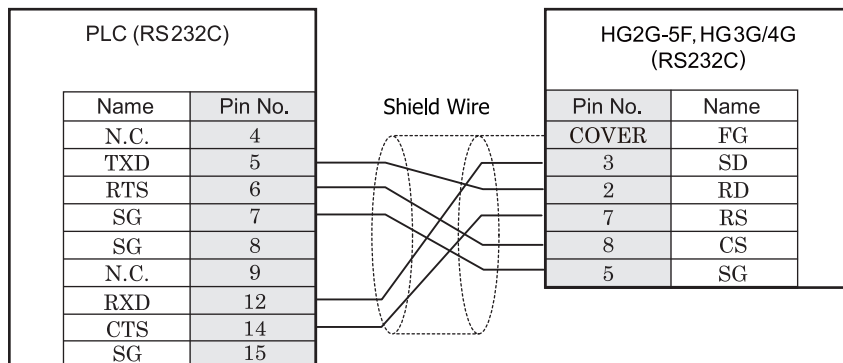 PLC (RS232C)
Name Pin No.
N.C. 4
TXD 5
RTS 6
SG 7
SG 8
N.C. 9
RXD 12
CTS 14
SG 15
Shield Wire
HG2G-5F, HG3G/4G
(RS232C)
Pin No. Name
COVER FG
3 SD
2 RD
7 RS
8 CS
5 SG